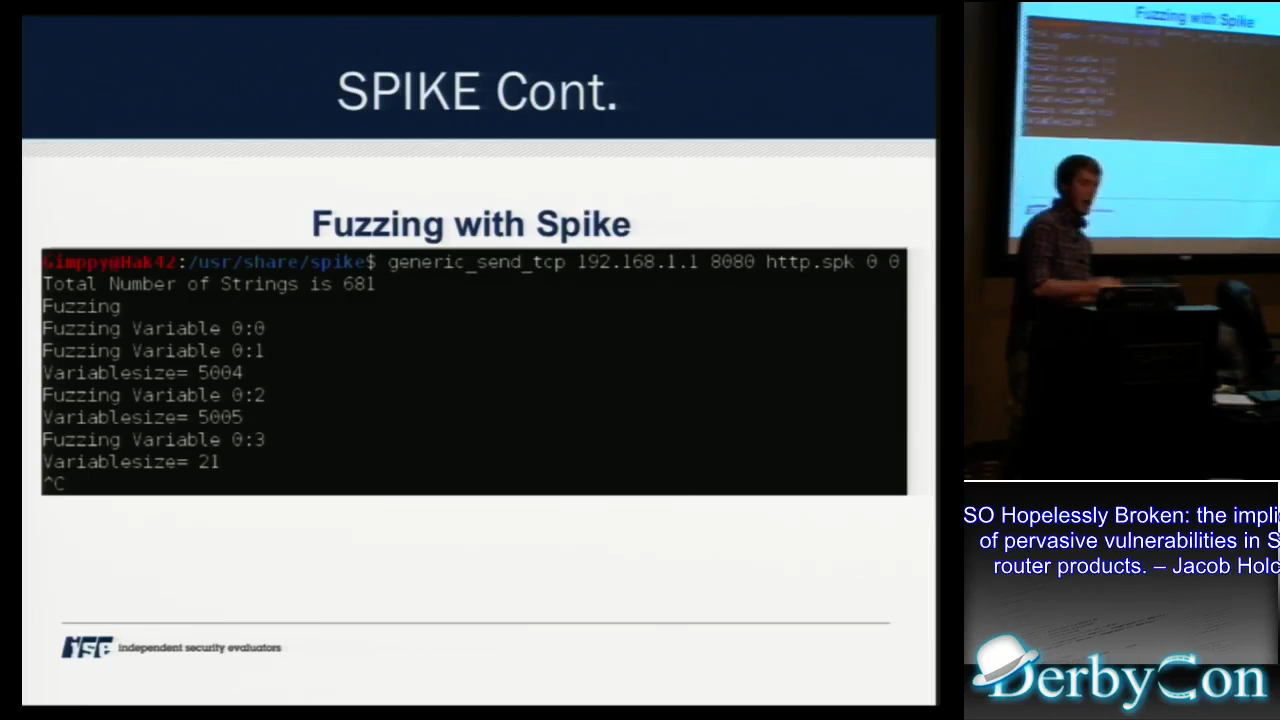 SPIKE Cont.
Fuzzing with Spike
Gimppy@Hak42:/usr/share/spike$ generic_send_tcp 192.168.1.1 8080 http.spk 0 0
Total Number of Strings is 681
Fuzzing
Fuzzing Variable 0:0
Fuzzing Variable 0:1
Variablesize= 5004
Fuzzing Variable 0:2
Variablesize= 5005
Fuzzing Variable 0:3
Variablesize= 21
^C
ise independent security evaluators
Fuzzing with Spike
SO Hopelessly Broken: the impli
of pervasive vulnerabilities in S
router products. – Jacob Holc
DerbyCon